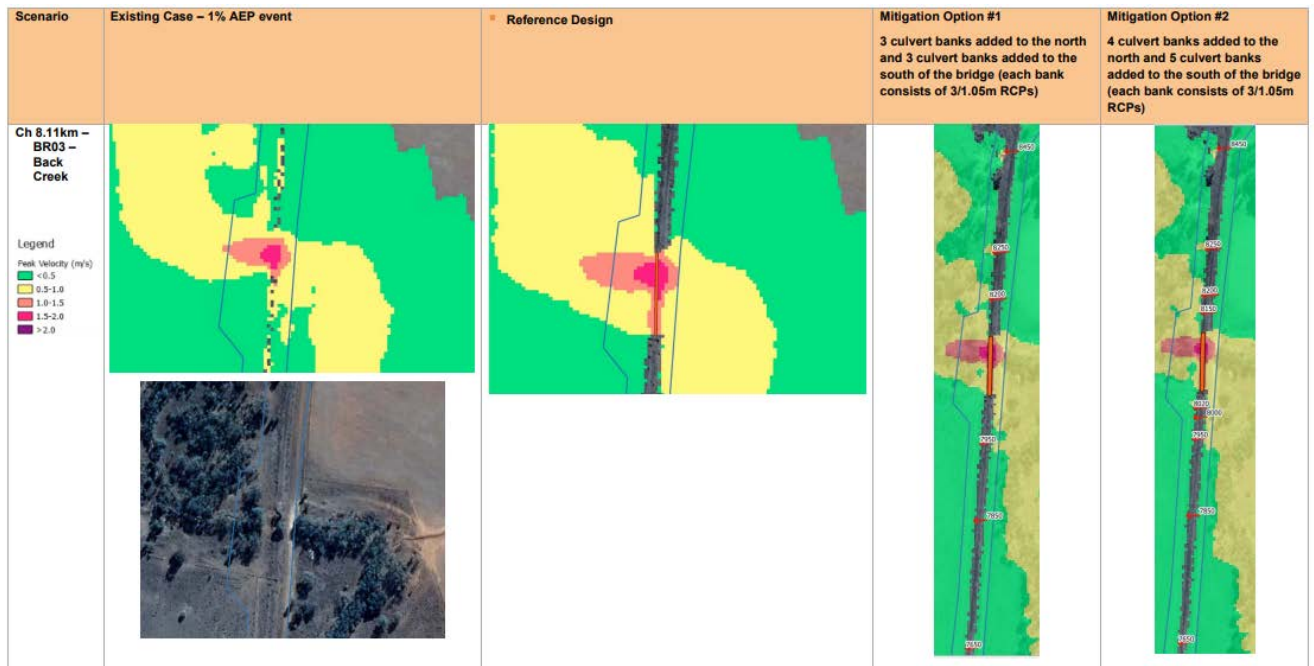 Scenario
Existing Case – 1% AEP event
Reference Design
Mitigation Option #1
3 culvert banks added to the north
and 3 culvert banks added to the
south of the bridge (each bank
consists of 3/1.05m RCPs)
Mitigation Option #2
4 culvert banks added to the
north and 5 culvert banks
added to the south of the bridge
(each bank consists of 3/1.05m
RCPs)
Ch 8.11km –
BR03 –
Back
Creek
Legend
Peak Velocity (m/s)
<0.5
0.5-1.0
1.0-1.5
1.5-2.0
>2.0
8450
8250
8200
7950
7850
7650
8450
8250
8200
8150
8020
8000
7950
7850
7650